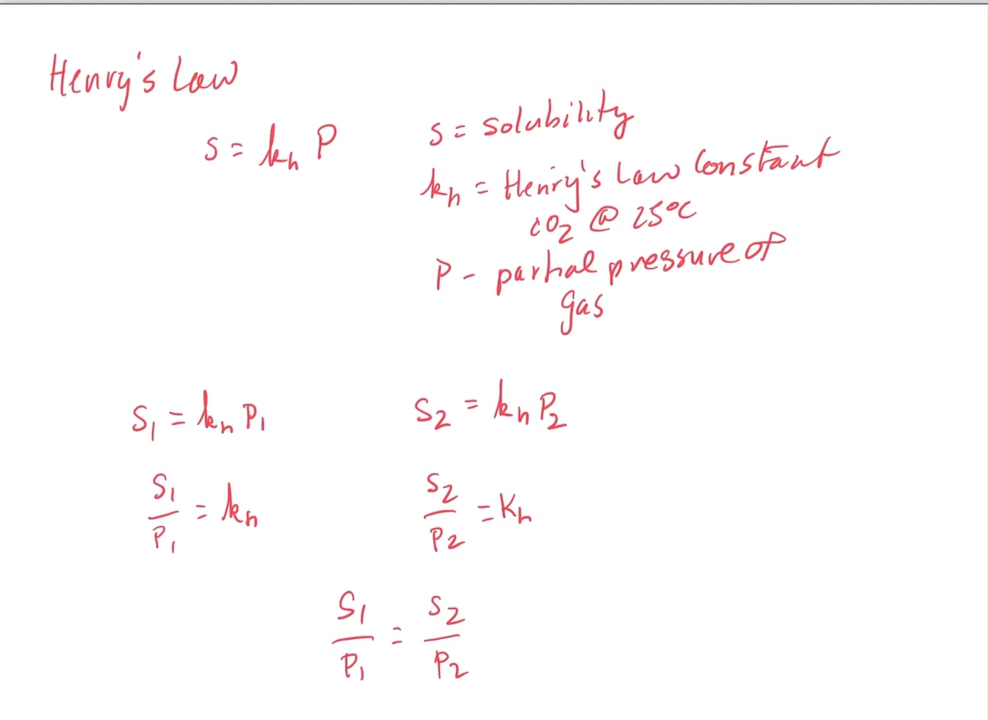 Henry's Law
s = kh P
s = solubility
kh = Henry's Law Constant
CO2 @ 25°C
P - partial pressure of
gas
S1 = kh P1
S2 = kh P2
S1/P1 = kh
S2/P2 = Kh
S1/P1 = S2/P2